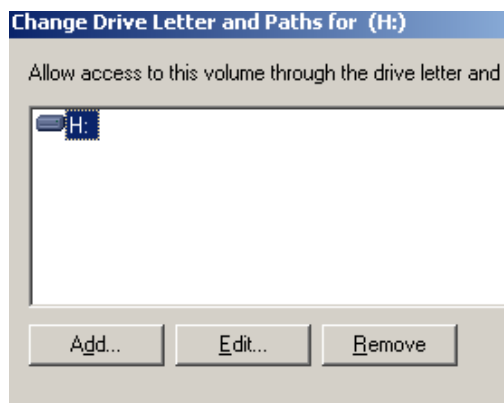 Change Drive Letter and Paths for (H:)
Allow access to this volume through the drive letter and
H:
Add... Edit... Remove